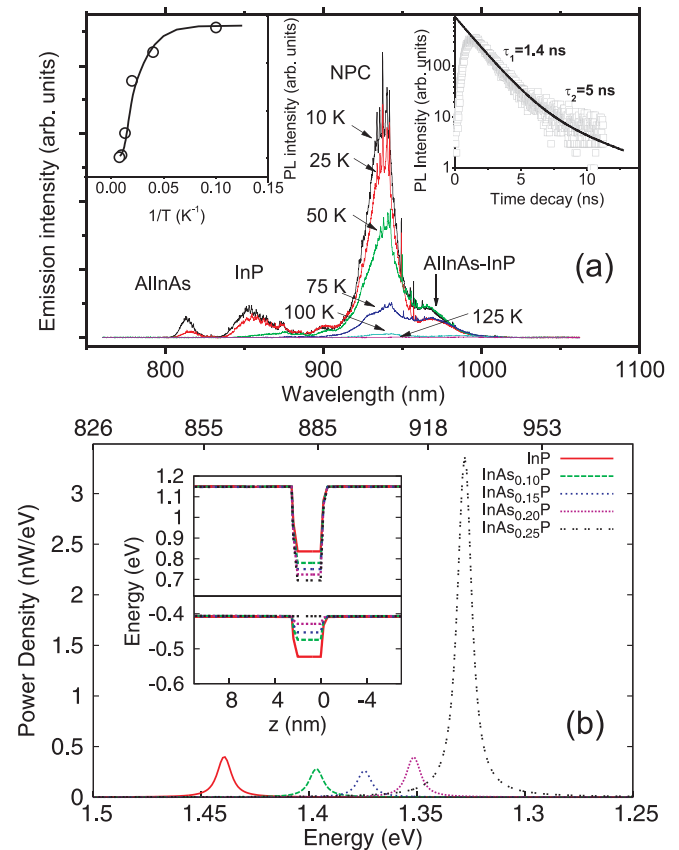 Emission intensity (arb. units)
0.00 0.05 0.10 0.15
1/T (K⁻¹)
PL intensity (arb. units)
NPC
10 K
25 K
50 K
75 K
100 K
125 K
AlInAs
InP
AlInAs-InP
(a)
PL Intensity (arb. units)
100
10
1
τ₁=1.4 ns
τ₂=5 ns
0 5 10
Time decay (ns)
800 900 1000 1100
Wavelength (nm)
826 855 885 918 953
Power Density (nW/eV)
3
2.5
2
1.5
1
0.5
0
InP
InAs₀.₁₀P
InAs₀.₁₅P
InAs₀.₂₀P
InAs₀.₂₅P
Energy (eV)
1.2
1.1
1
0.9
0.8
0.7
-0.4
-0.5
-0.6
8 4 0 -4
z (nm)
(b)
1.5 1.45 1.4 1.35 1.3 1.25
Energy (eV)